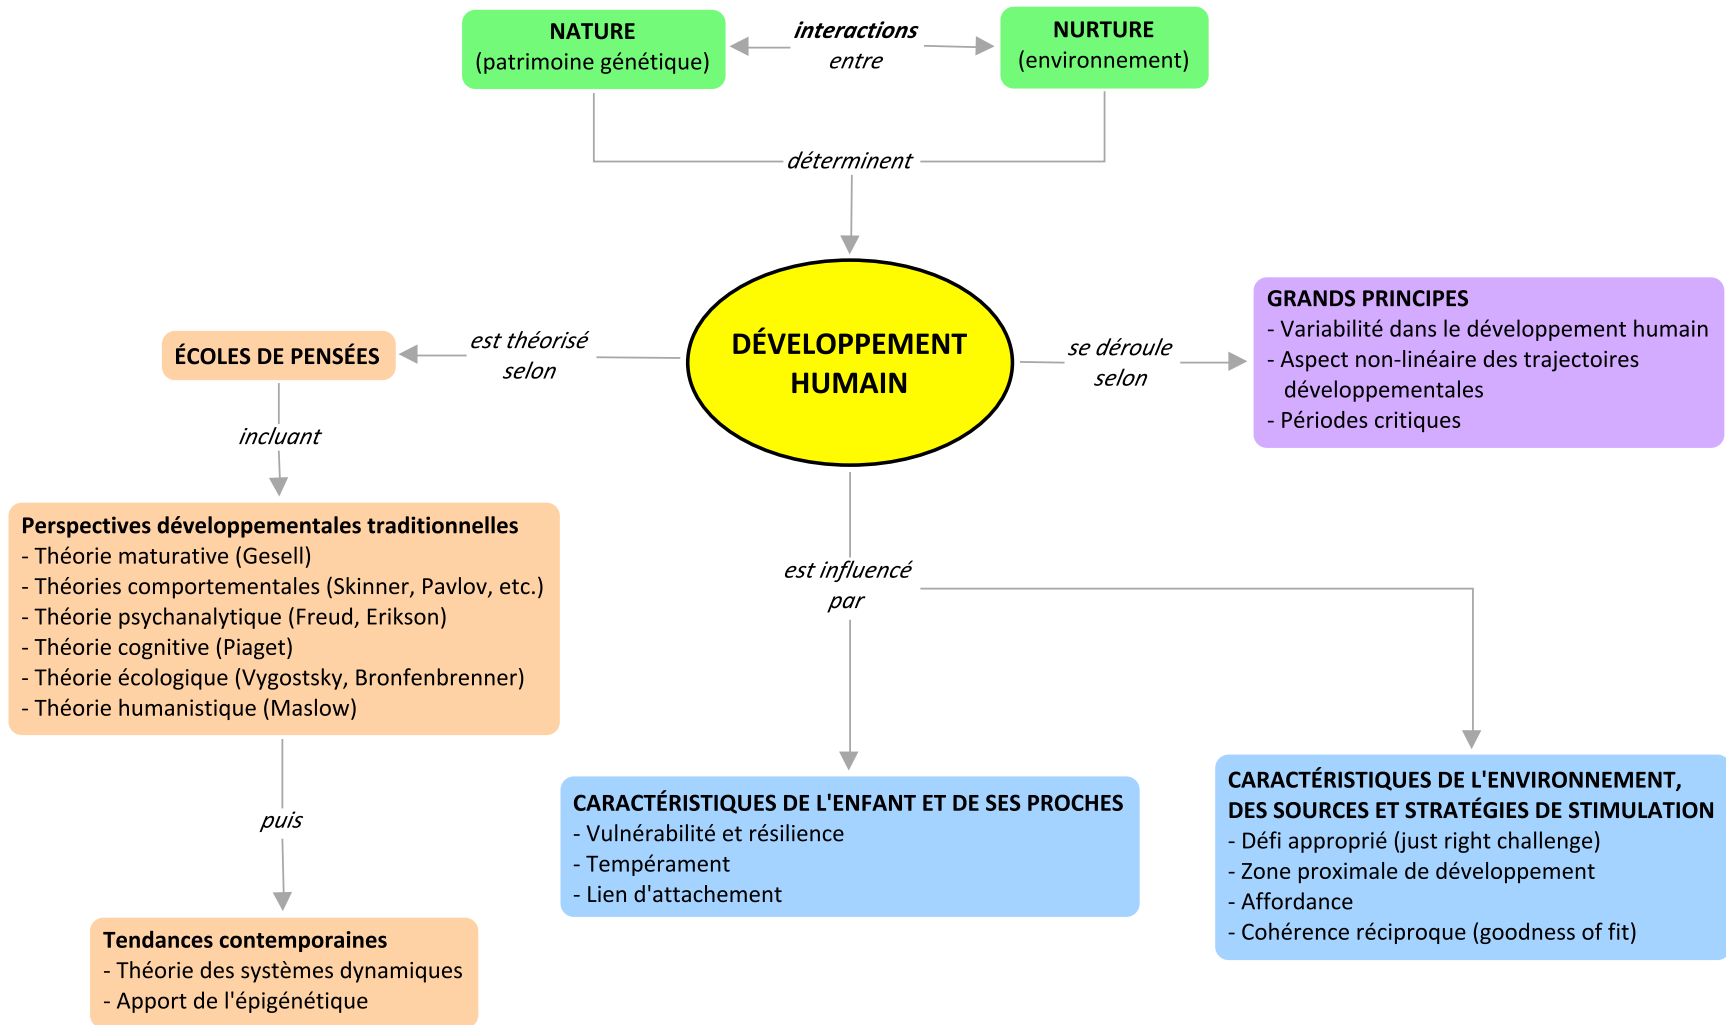 NATURE
(patrimoine génétique)
interactions
entre
NURTURE
(environnement)
déterminent
DÉVELOPPEMENT
HUMAIN
est théorisé
selon
ÉCOLES DE PENSÉES
incluant
Perspectives développementales traditionnelles
- Théorie maturative (Gesell)
- Théories comportementales (Skinner, Pavlov, etc.)
- Théorie psychanalytique (Freud, Erikson)
- Théorie cognitive (Piaget)
- Théorie écologique (Vygostsky, Bronfenbrenner)
- Théorie humanistique (Maslow)
puis
Tendances contemporaines
- Théorie des systèmes dynamiques
- Apport de l'épigénétique
se déroule
selon
GRANDS PRINCIPES
- Variabilité dans le développement humain
- Aspect non-linéaire des trajectoires
développementales
- Périodes critiques
est influencé
par
CARACTÉRISTIQUES DE L'ENFANT ET DE SES PROCHES
- Vulnérabilité et résilience
- Tempérament
- Lien d'attachement
CARACTÉRISTIQUES DE L'ENVIRONNEMENT,
DES SOURCES ET STRATÉGIES DE STIMULATION
- Défi approprié (just right challenge)
- Zone proximale de développement
- Affordance
- Cohérence réciproque (goodness of fit)